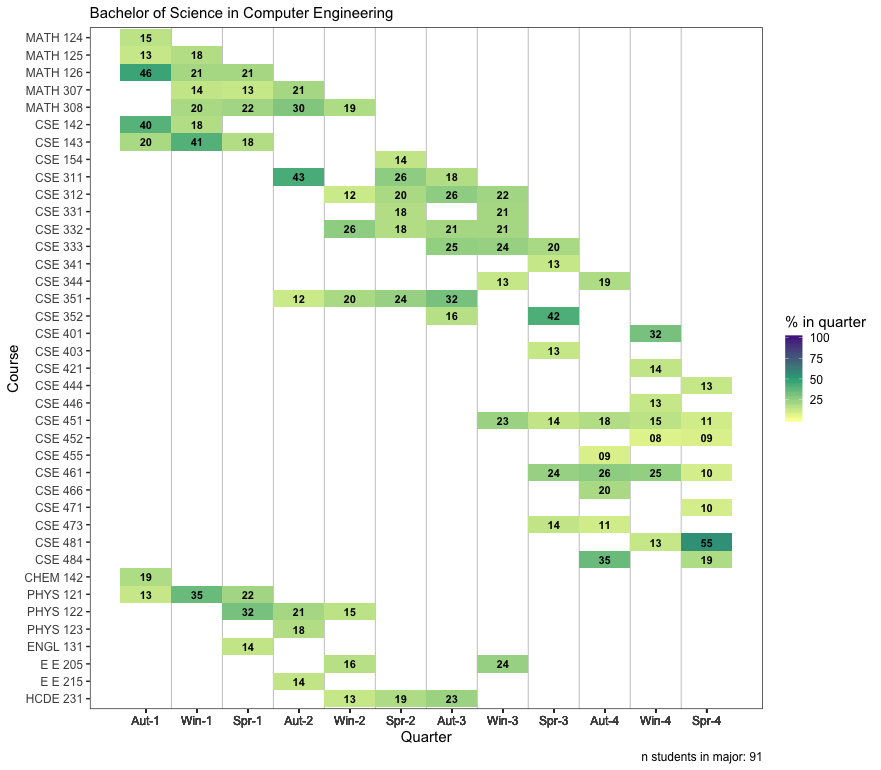 Bachelor of Science in Computer Engineering
MATH 124 15
MATH 125 13 18
MATH 126 46 21 21
MATH 307 14 13 21
MATH 308 20 22 30 19
CSE 142 40 18
CSE 143 20 41 18
CSE 154 14
CSE 311 43 26 18
CSE 312 12 20 26 22
CSE 331 18 21
CSE 332 26 18 21 21
CSE 333 25 24 20
CSE 341 13
CSE 344 13 19
CSE 351 12 20 24 32
CSE 352 16 42
CSE 401 32
CSE 403 13
CSE 421 14
CSE 444 13
CSE 446 13
CSE 451 23 14 18 15 11
CSE 452 08 09
CSE 455 09
CSE 461 24 26 25 10
CSE 466 20
CSE 471 10
CSE 473 14 11
CSE 481 13 55
CSE 484 35 19
CHEM 142 19
PHYS 121 13 35 22
PHYS 122 32 21 15
PHYS 123 18
ENGL 131 14
E E 205 16 24
E E 215 14
HCDE 231 13 19 23
Aut-1 Win-1 Spr-1 Aut-2 Win-2 Spr-2 Aut-3 Win-3 Spr-3 Aut-4 Win-4 Spr-4
Quarter
Course
% in quarter
100
75
50
25
n students in major: 91